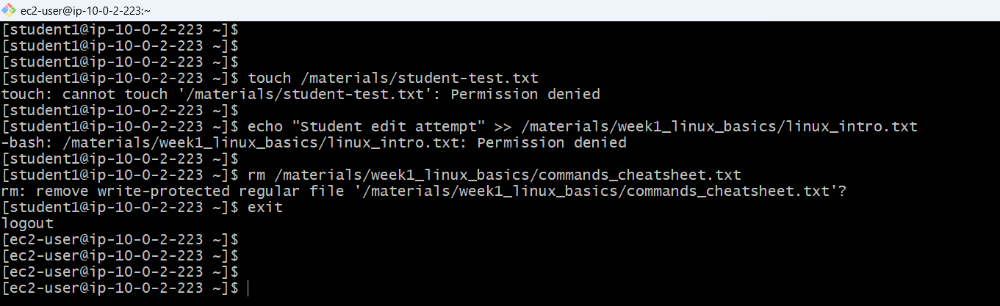 ec2-user@ip-10-0-2-223:~
[student1@ip-10-0-2-223 ~]$
[student1@ip-10-0-2-223 ~]$
[student1@ip-10-0-2-223 ~]$
[student1@ip-10-0-2-223 ~]$ touch /materials/student-test.txt
touch: cannot touch '/materials/student-test.txt': Permission denied
[student1@ip-10-0-2-223 ~]$
[student1@ip-10-0-2-223 ~]$ echo "Student edit attempt" >> /materials/week1_linux_basics/linux_intro.txt
-bash: /materials/week1_linux_basics/linux_intro.txt: Permission denied
[student1@ip-10-0-2-223 ~]$
[student1@ip-10-0-2-223 ~]$ rm /materials/week1_linux_basics/commands_cheatsheet.txt
rm: remove write-protected regular file '/materials/week1_linux_basics/commands_cheatsheet.txt'?
[student1@ip-10-0-2-223 ~]$ exit
logout
[ec2-user@ip-10-0-2-223 ~]$
[ec2-user@ip-10-0-2-223 ~]$
[ec2-user@ip-10-0-2-223 ~]$
[ec2-user@ip-10-0-2-223 ~]$